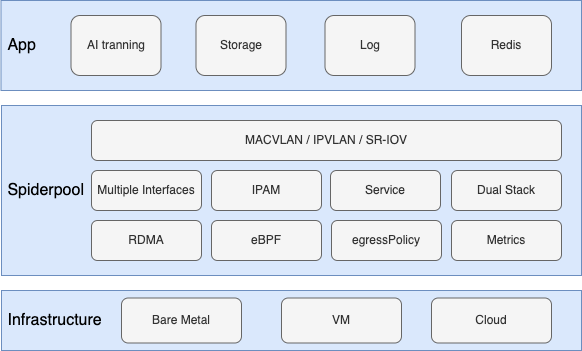 App
AI tranning
Storage
Log
Redis
MACVLAN / IPVLAN / SR-IOV
Spiderpool
Multiple Interfaces
IPAM
Service
Dual Stack
RDMA
eBPF
egressPolicy
Metrics
Infrastructure
Bare Metal
VM
Cloud